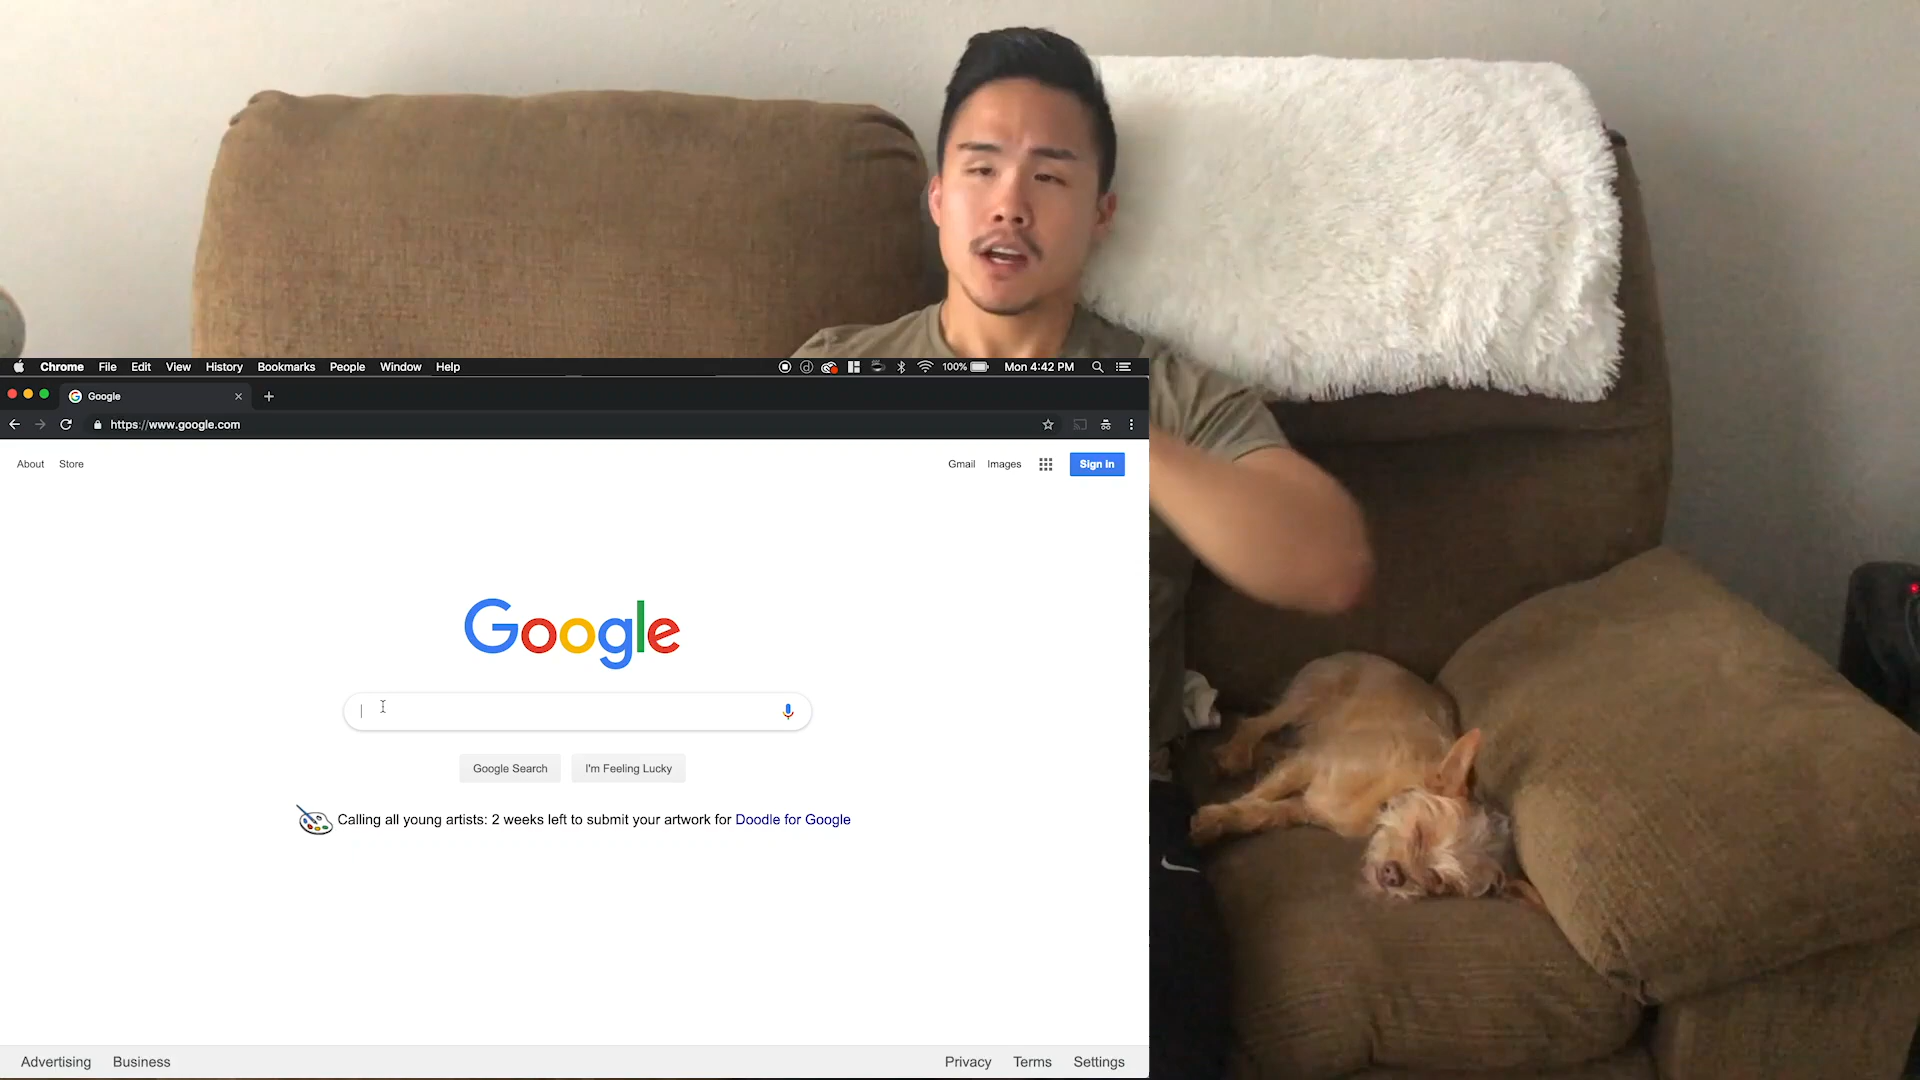 Chrome File Edit View History Bookmarks People Window Help 100% Mon 4:42 PM
Google
https://www.google.com
About Store Gmail Images Sign in
Google
Google Search I'm Feeling Lucky
Calling all young artists: 2 weeks left to submit your artwork for Doodle for Google
Advertising Business Privacy Terms Settings